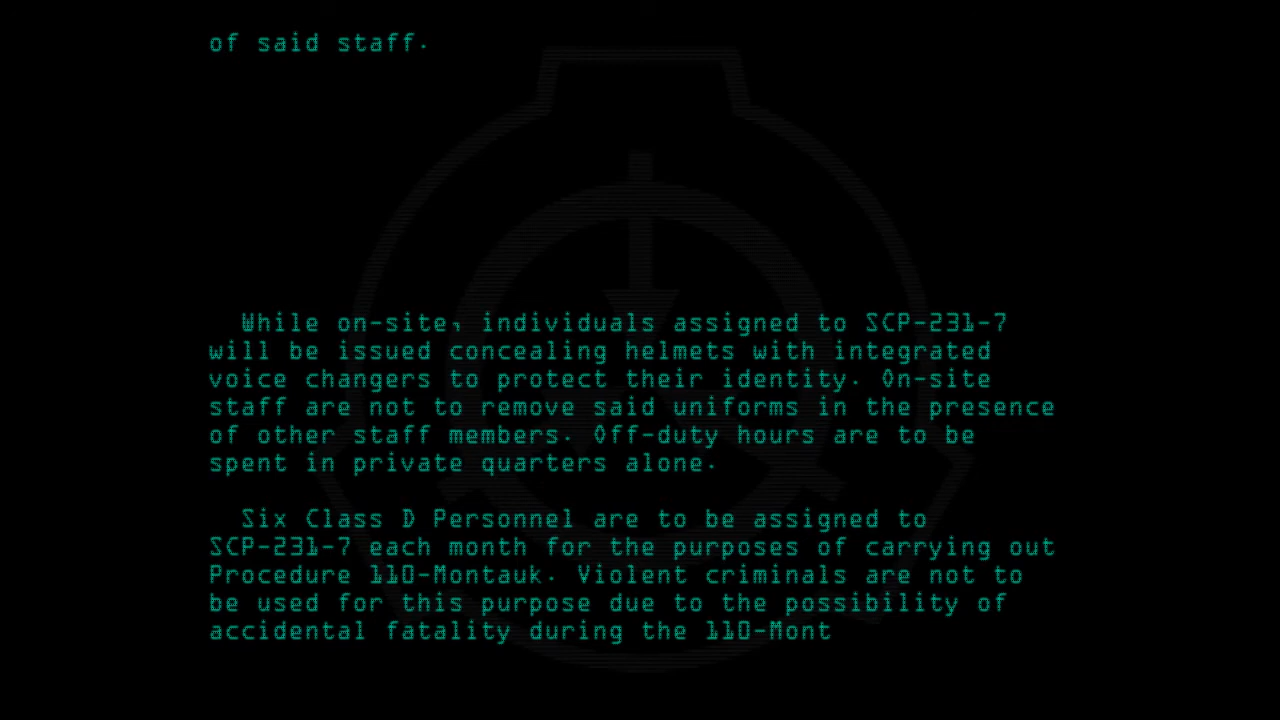 of said staff.
While on-site, individuals assigned to SCP-231-7
will be issued concealing helmets with integrated
voice changers to protect their identity. On-site
staff are not to remove said uniforms in the presence
of other staff members. Off-duty hours are to be
spent in private quarters alone.
Six Class D Personnel are to be assigned to
SCP-231-7 each month for the purposes of carrying out
Procedure 110-Montauk. Violent criminals are not to
be used for this purpose due to the possibility of
accidental fatality during the 110-Mont